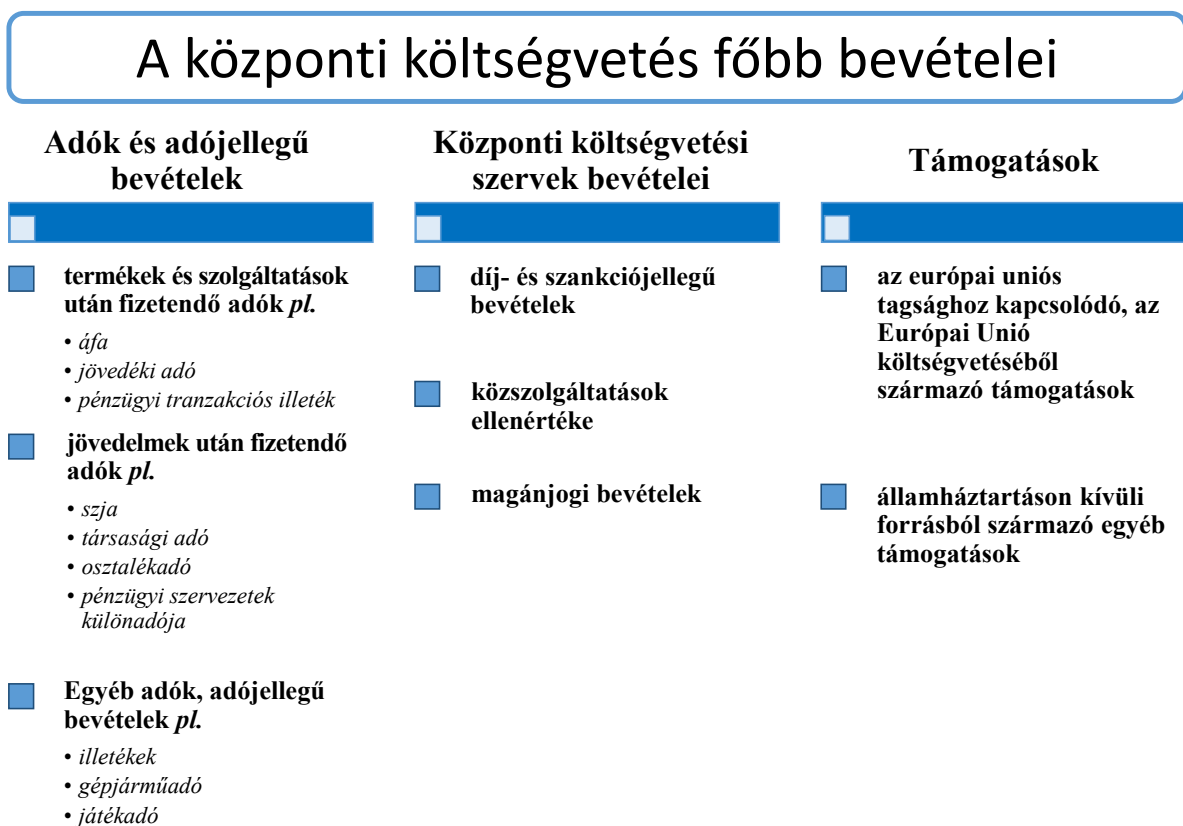 A központi költségvetés főbb bevételei
Adók és adójellegű
bevételek
termékek és szolgáltatások
után fizetendő adók pl.
• áfa
• jövedéki adó
• pénzügyi tranzakciós illeték
jövedelmek után fizetendő
adók pl.
• szja
• társasági adó
• osztalékadó
• pénzügyi szervezetek
különadója
Egyéb adók, adójellegű
bevételek pl.
• illetékek
• gépjárműadó
• játékadó
Központi költségvetési
szervek bevételei
díj- és szankciójellegű
bevételek
közszolgáltatások
ellenértéke
magánjogi bevételek
Támogatások
az európai uniós
tagsághoz kapcsolódó, az
Európai Unió
költségvetéséből
származó támogatások
államháztartáson kívüli
forrásból származó egyéb
támogatások